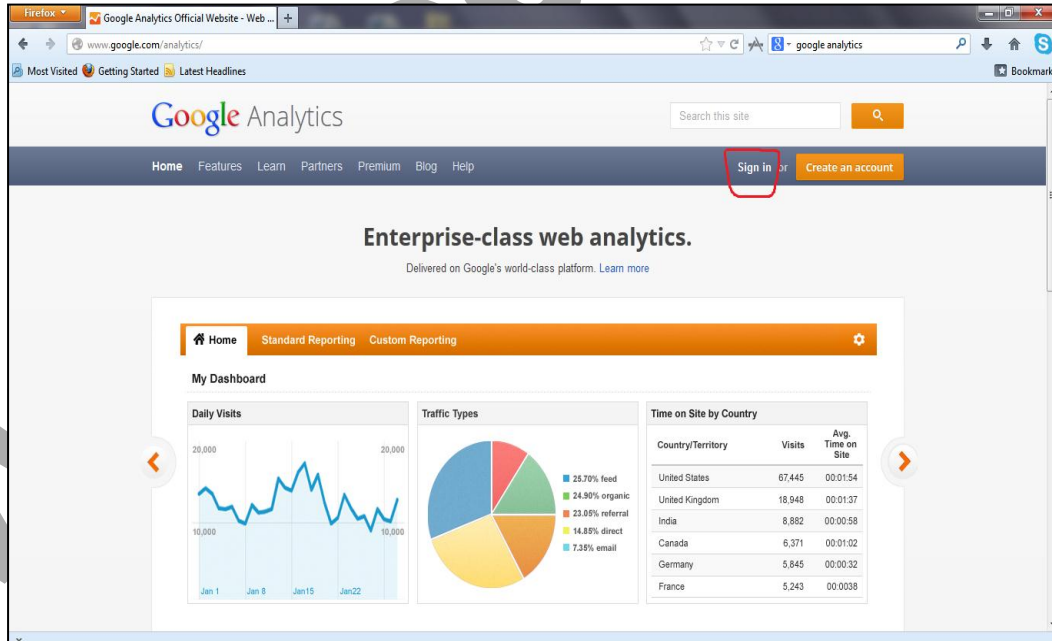 Firefox
Google Analytics Official Website - Web ...
www.google.com/analytics/
google analytics
Most Visited Getting Started Latest Headlines
Bookmark
Google Analytics
Search this site
Home Features Learn Partners Premium Blog Help
Sign in or Create an account
Enterprise-class web analytics.
Delivered on Google's world-class platform. Learn more
Home Standard Reporting Custom Reporting
My Dashboard
Daily Visits
20,000 20,000
10,000 10,000
Jan 1 Jan 8 Jan15 Jan22
Traffic Types
25.70% feed
24.90% organic
23.05% referral
14.85% direct
7.35% email
Time on Site by Country
Country/Territory Visits Avg. Time on Site
United States 67,445 00:01:54
United Kingdom 18,948 00:01:37
India 8,882 00:00:58
Canada 6,371 00:01:02
Germany 5,845 00:00:32
France 5,243 00:0038